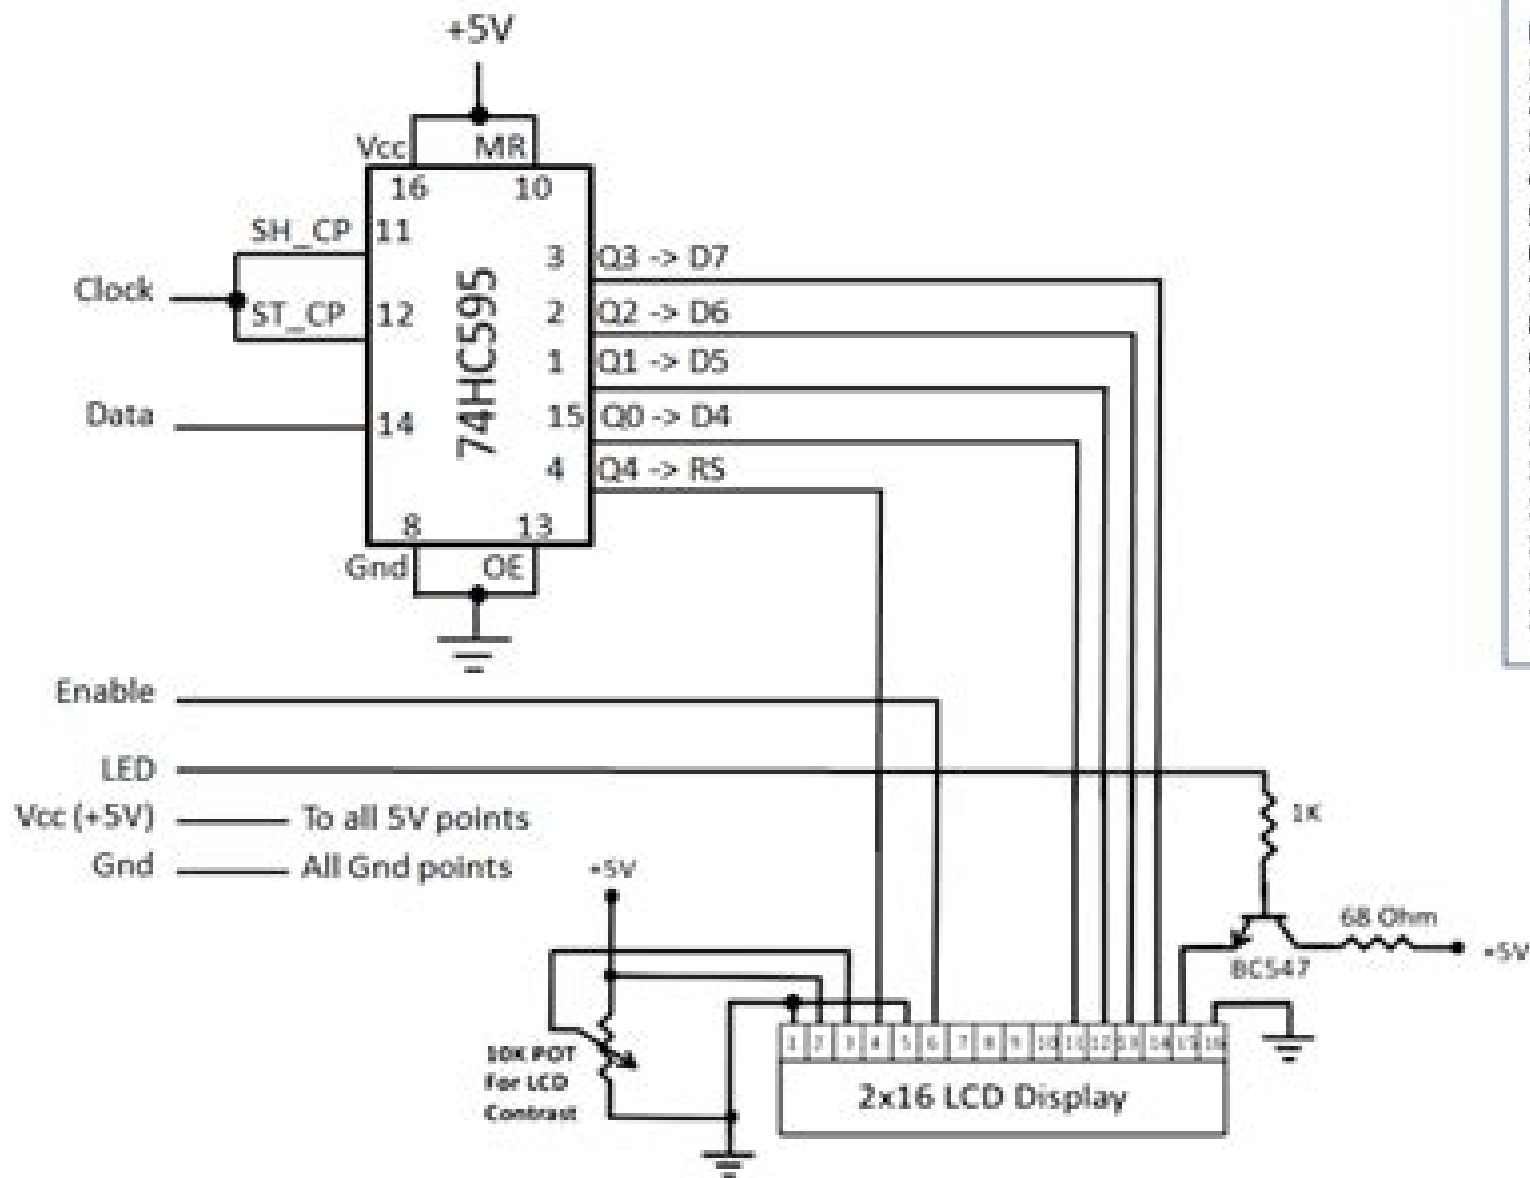 +5V
Vcc MR
16 10
SH_CP 11
3 Q3 -> D7
Clock
ST_CP 12
2 Q2 -> D6
74HC595
1 Q1 -> D5
Data
14
15 Q0 -> D4
4 Q4 -> RS
8 13
Gnd OE
Enable
LED
Vcc (+5V) To all 5V points
Gnd All Gnd points
1K
+5V
68 Ohm
+5V
BC547
10K POT
For LCD
Contrast
1 2 3 4 5 6 7 8 9 10 11 12 13 14 15 16
2x16 LCD Display